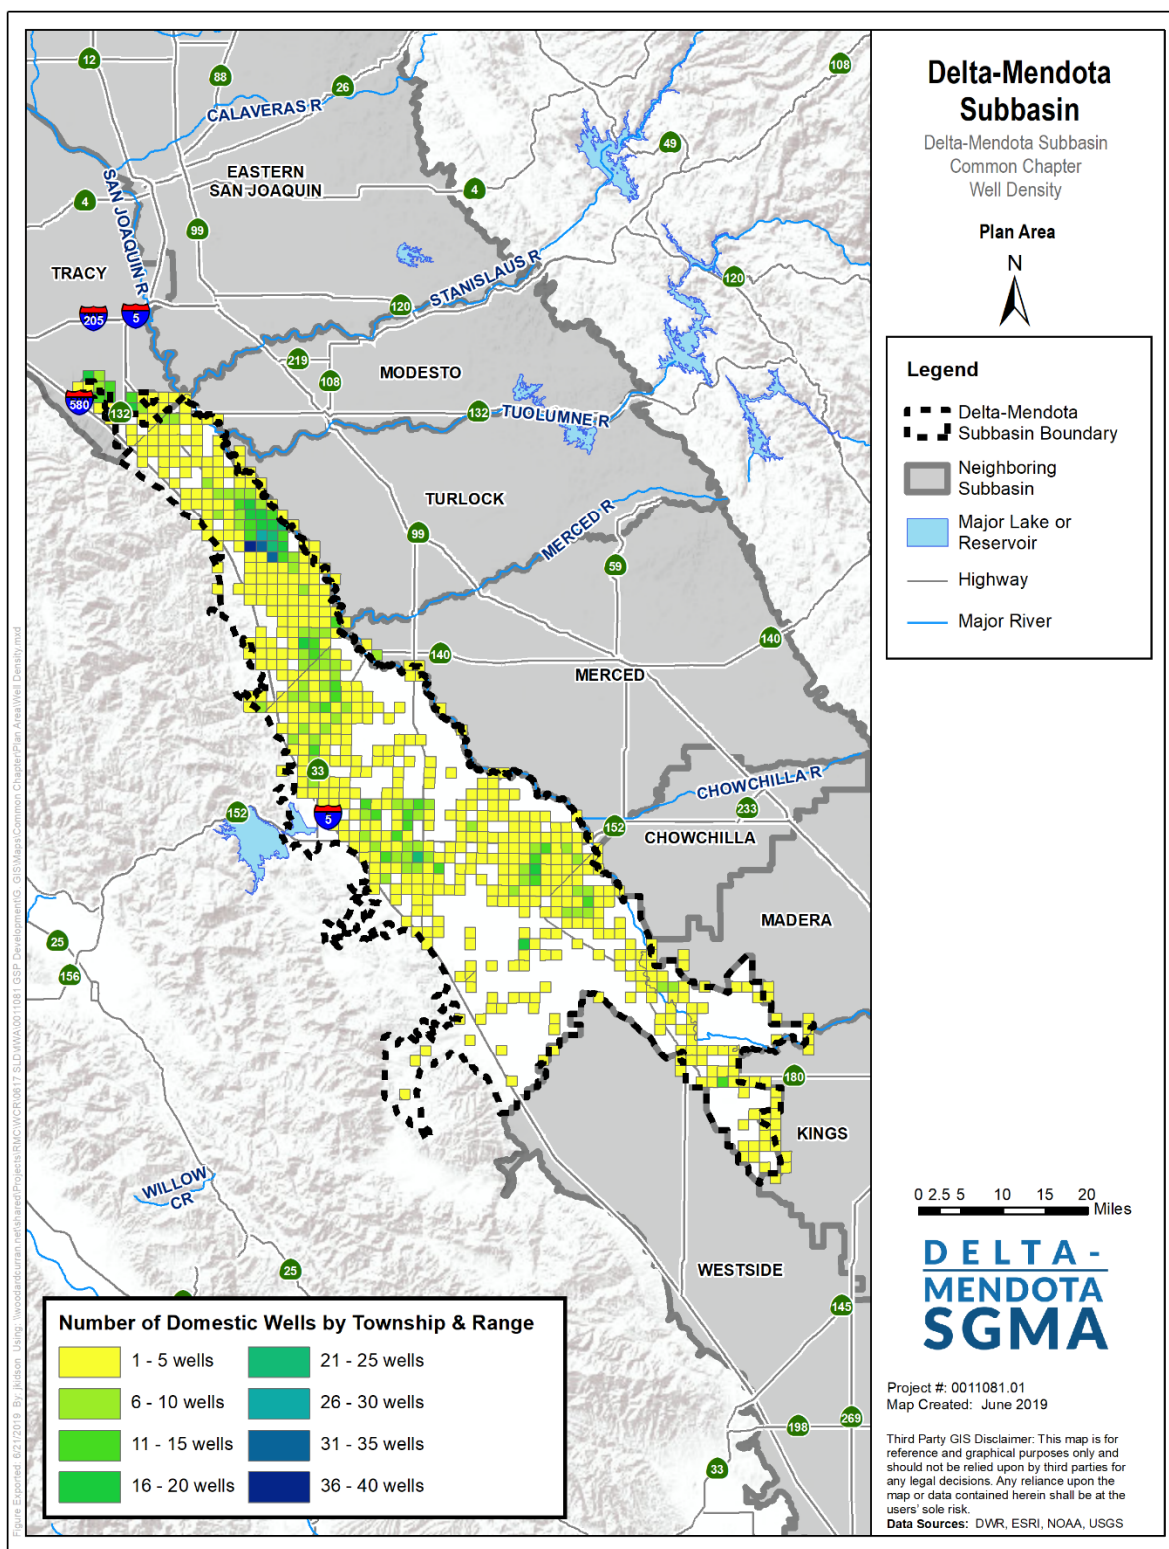 Delta-Mendota
Subbasin
Delta-Mendota Subbasin
Common Chapter
Well Density
Plan Area
N
Legend
Delta-Mendota
Subbasin Boundary
Neighboring
Subbasin
Major Lake or
Reservoir
Highway
Major River
0 2.5 5 10 15 20
Miles
DELTA-
MENDOTA
SGMA
Project #: 0011081.01
Map Created: June 2019
Third Party GIS Disclaimer: This map is for
reference and graphical purposes only and
should not be relied upon by third parties for
any legal decisions. Any reliance upon the
map or data contained herein shall be at the
users' sole risk.
Data Sources: DWR, ESRI, NOAA, USGS
12
88
26
108
CALAVERAS R
49
EASTERN
SAN JOAQUIN
4
4
SAN JOAQUIN R
99
TRACY
STANISLAUS R
120
120
205
5
219
108
MODESTO
580
132
132
TUOLUMNE R
TURLOCK
MERCED R
99
59
140
140
MERCED
33
CHOWCHILLA R
233
152
5
152
CHOWCHILLA
MADERA
25
156
180
KINGS
WILLOW
CR
25
WESTSIDE
145
198
269
33
Number of Domestic Wells by Township & Range
1 - 5 wells
6 - 10 wells
11 - 15 wells
16 - 20 wells
21 - 25 wells
26 - 30 wells
31 - 35 wells
36 - 40 wells